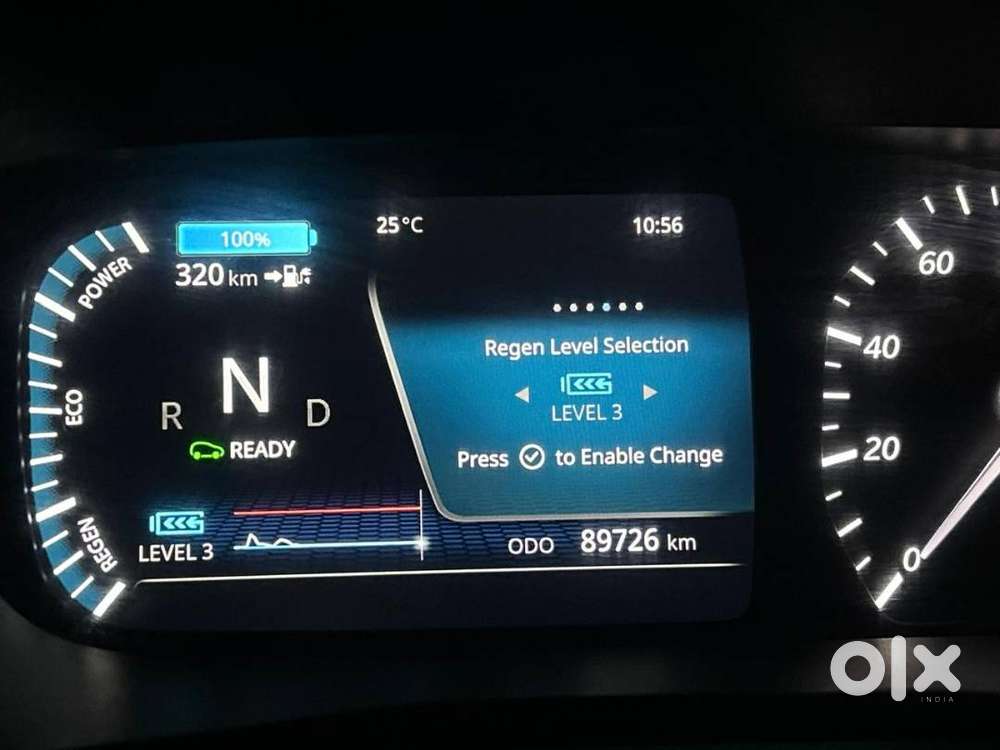 100%
25°C
10:56
320 km
POWER
ECO
REGEN
R N D
READY
LEVEL 3
Regen Level Selection
LEVEL 3
Press to Enable Change
ODO 89726 km
60
40
20
0
olx
INDIA